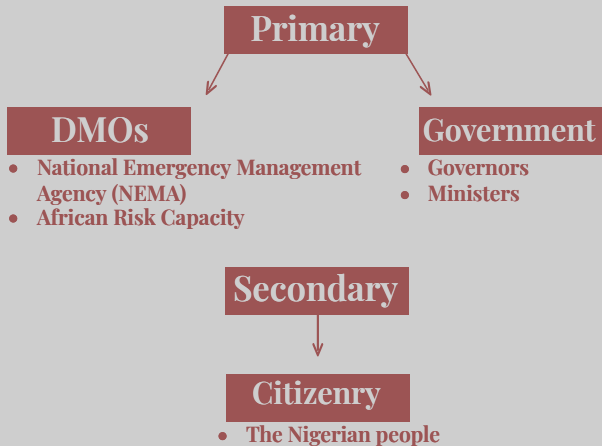 Primary
DMOs
• National Emergency Management
Agency (NEMA)
• African Risk Capacity
Government
• Governors
• Ministers
Secondary
Citizenry
• The Nigerian people